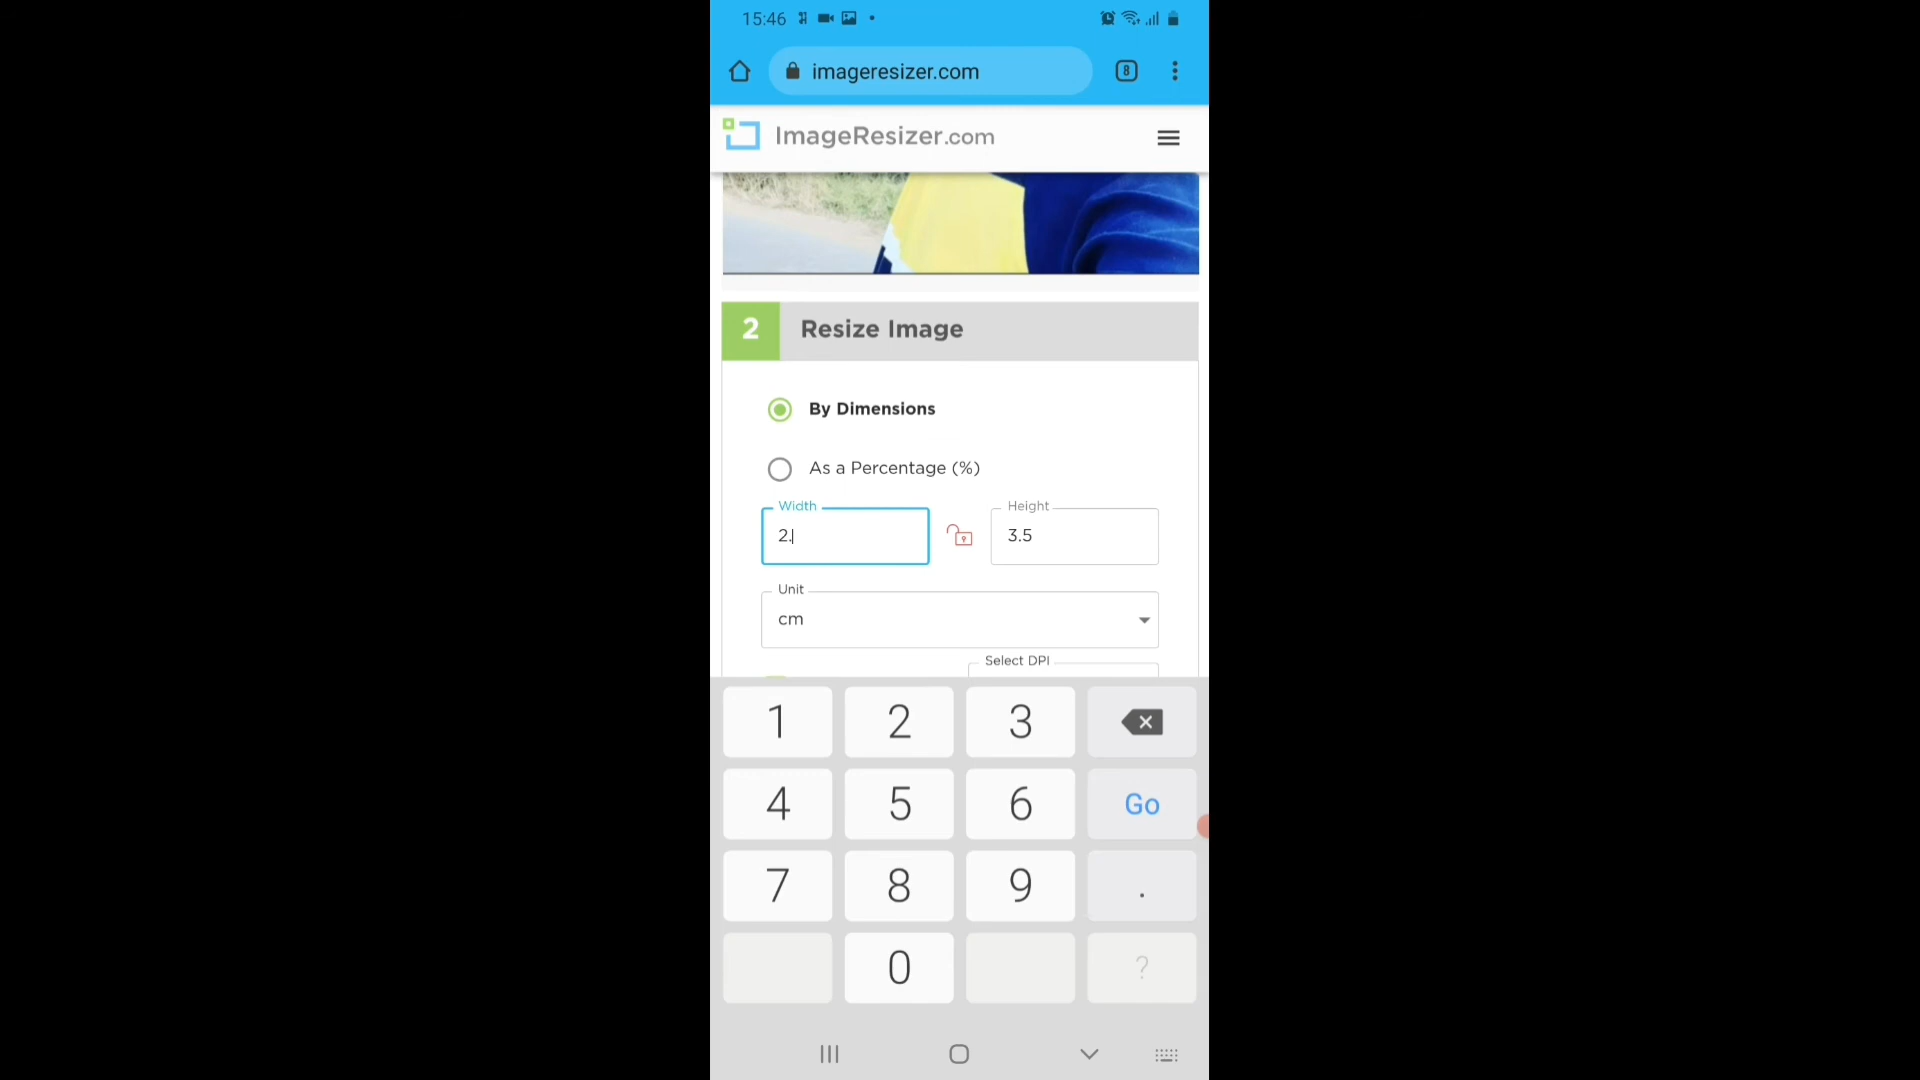 15:46
imageresizer.com
8
ImageResizer.com
2 Resize Image
By Dimensions
As a Percentage (%)
Width
Height
2.
3.5
Unit
cm
Select DPI
1 2 3
4 5 6 Go
7 8 9 .
0 ?